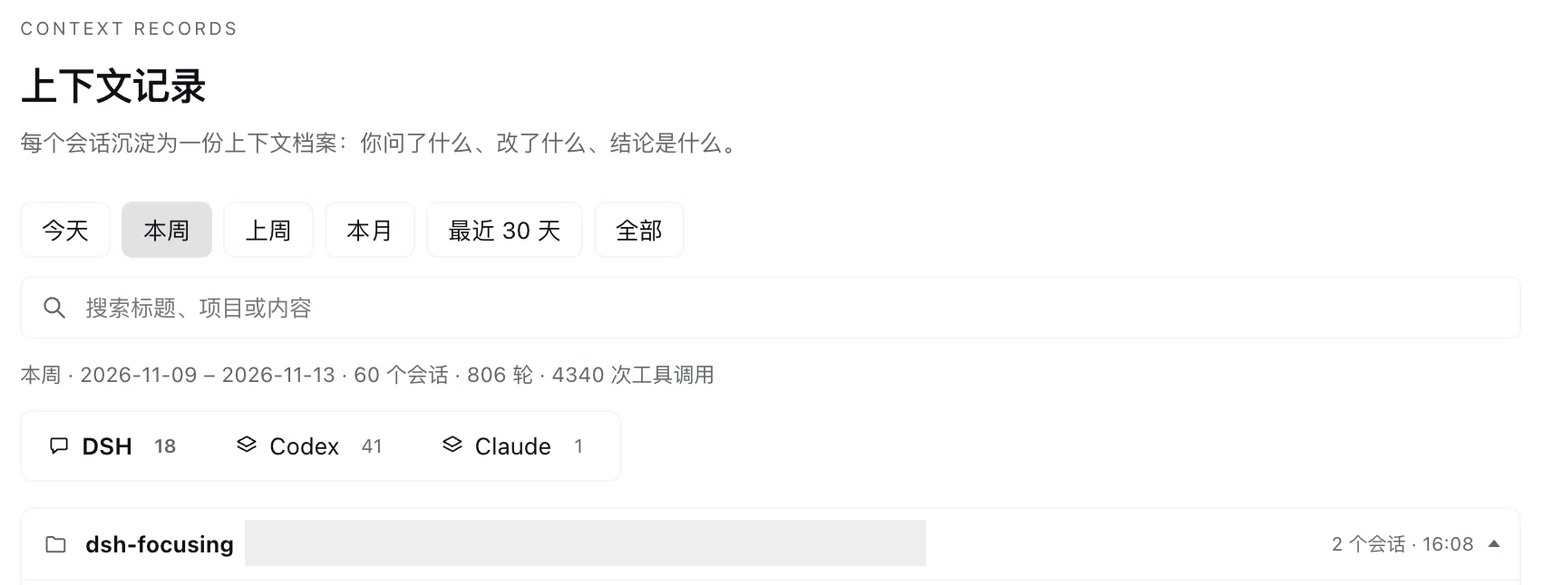 CONTEXT RECORDS
上下文记录
每个会话沉淀为一份上下文档案：你问了什么、改了什么、结论是什么。
今天 本周 上周 本月 最近 30 天 全部
搜索标题、项目或内容
本周 · 2026-11-09 – 2026-11-13 · 60 个会话 · 806 轮 · 4340 次工具调用
DSH 18 Codex 41 Claude 1
dsh-focusing 2 个会话 · 16:08